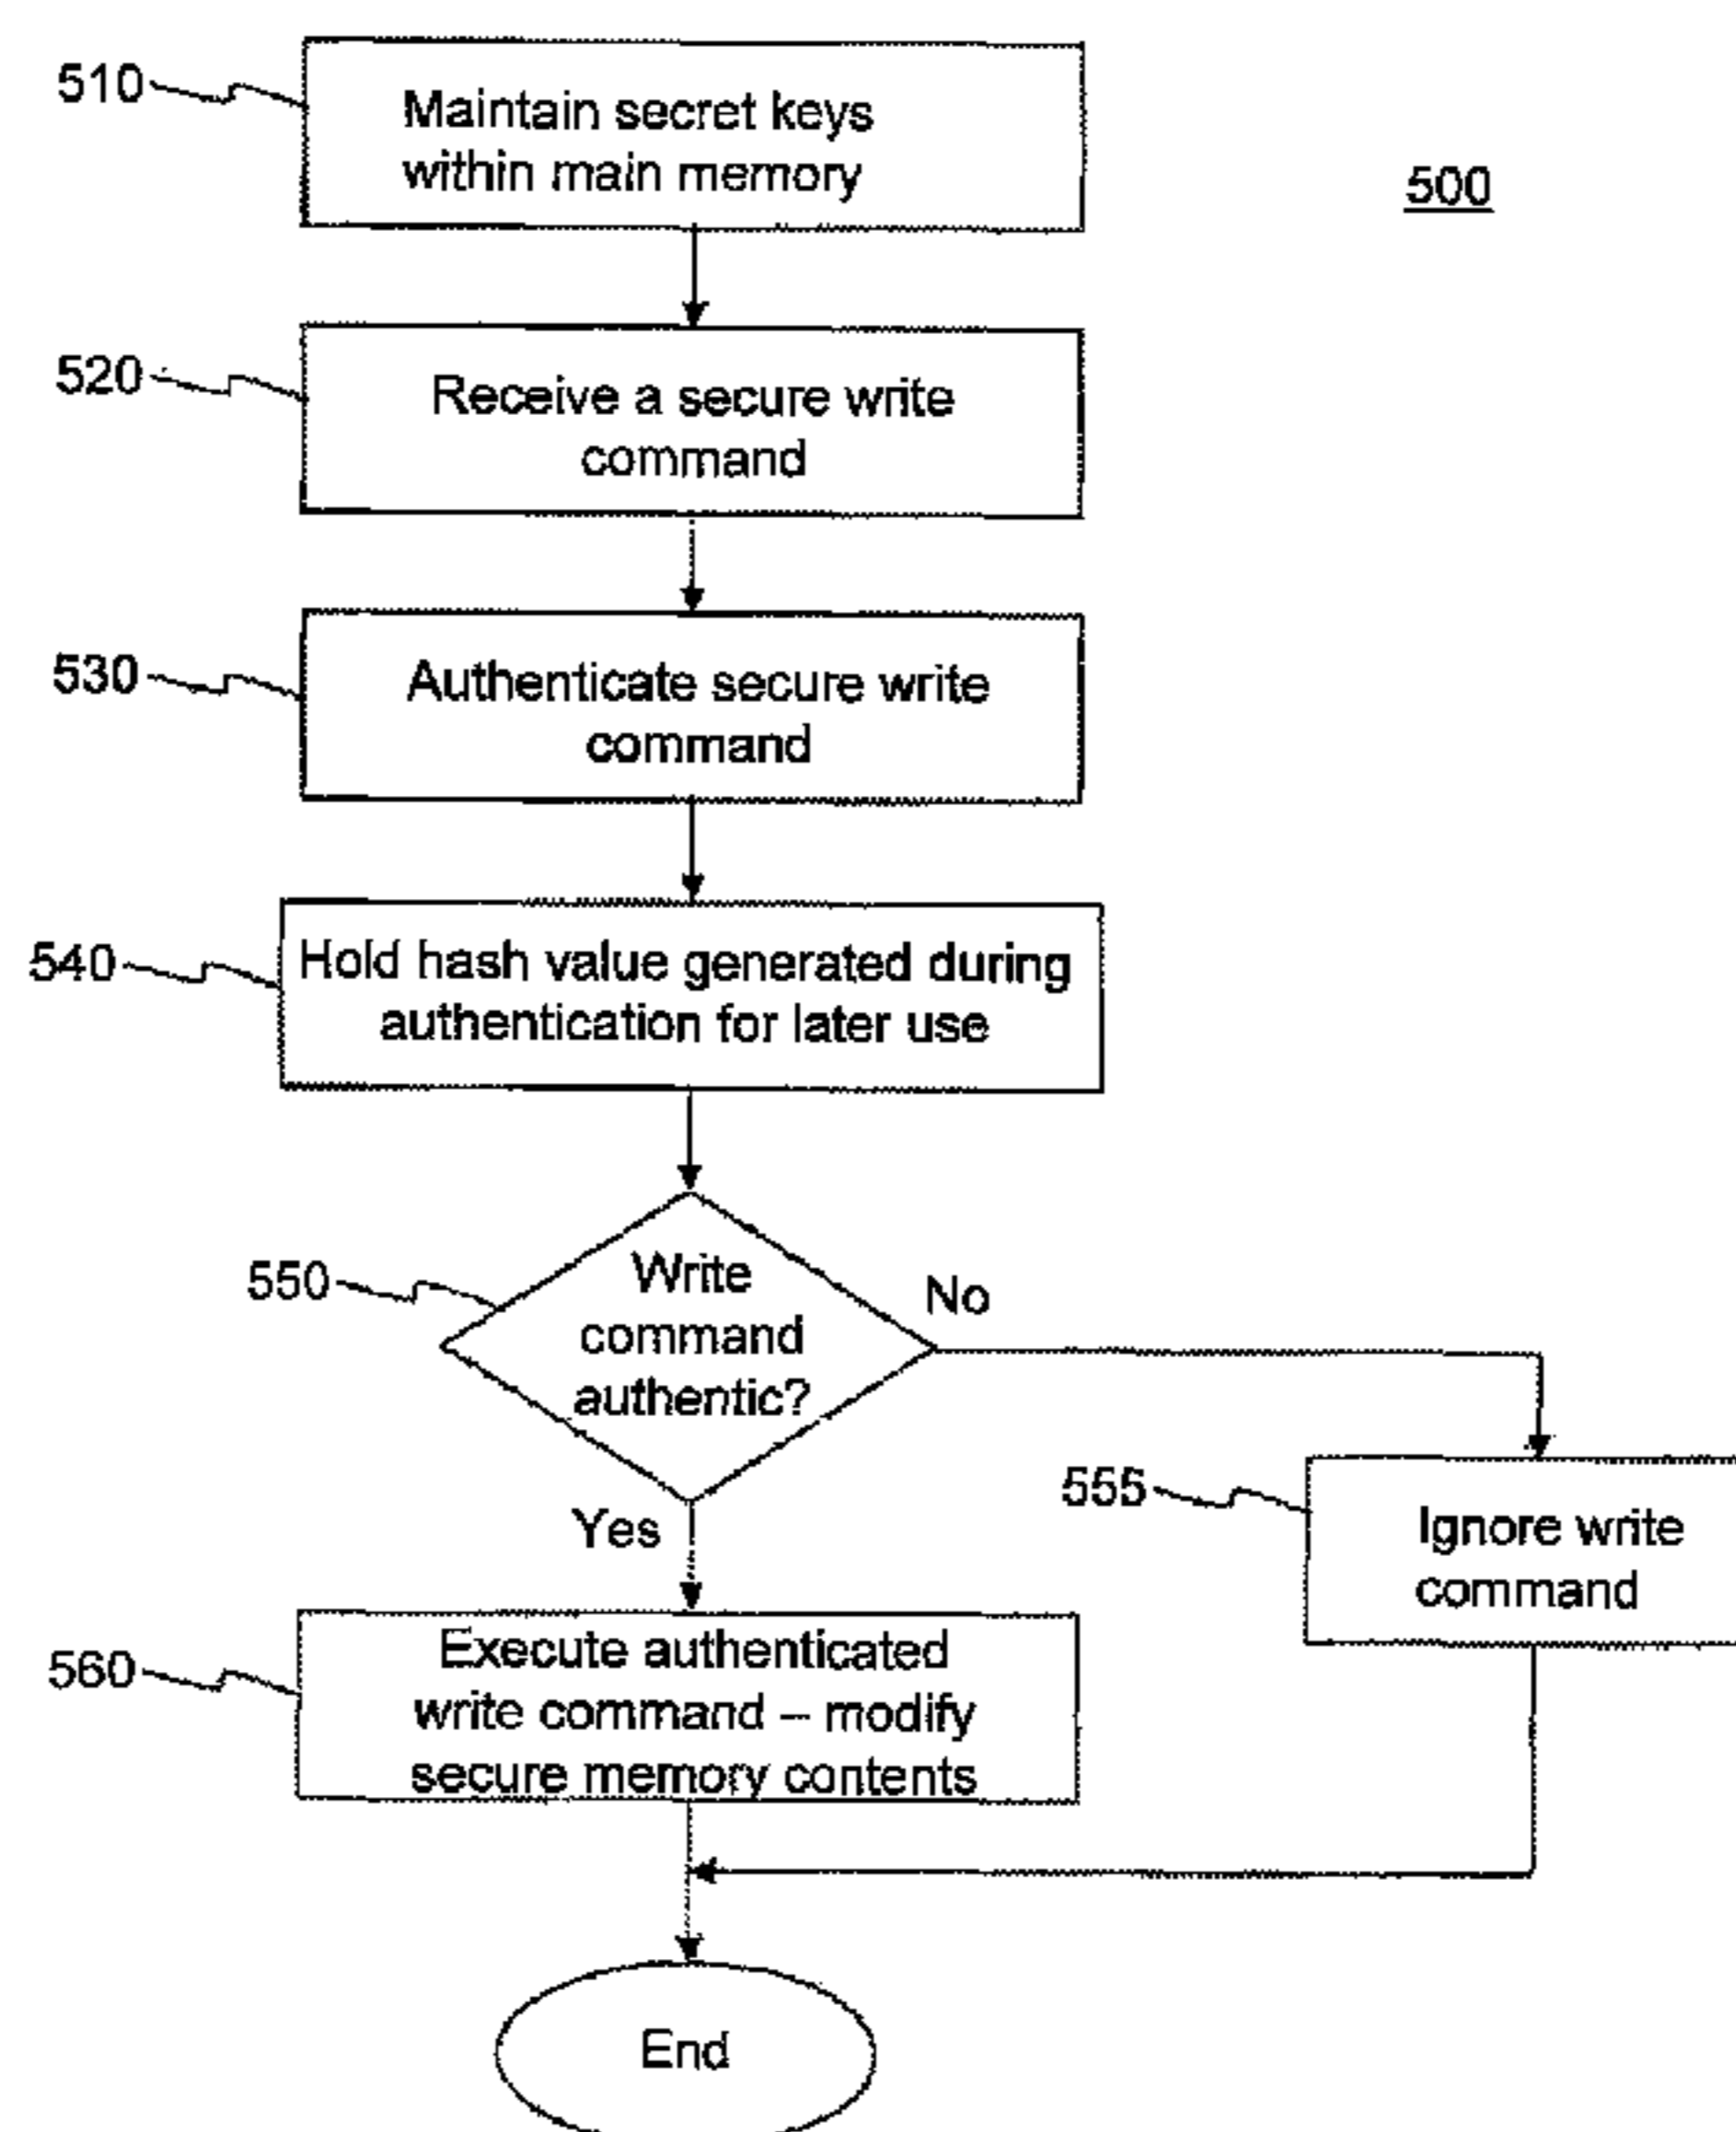 510
Maintain secret keys
within main memory
500
520
Receive a secure write
command
530
Authenticate secure write
command
540
Hold hash value generated during
authentication for later use
550
Write
command
authentic?
No
Yes
555
Ignore write
command
560
Execute authenticated
write command – modify
secure memory contents
End